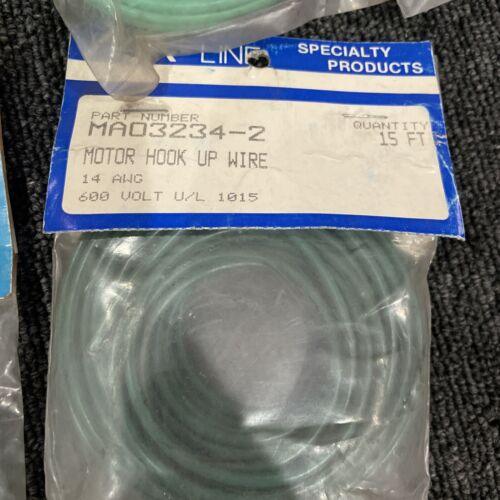 LINE
SPECIALTY
PRODUCTS
PART NUMBER
MA03234-2
QUANTITY
15 FT
MOTOR HOOK UP WIRE
14 AWG
600 VOLT U/L 1015